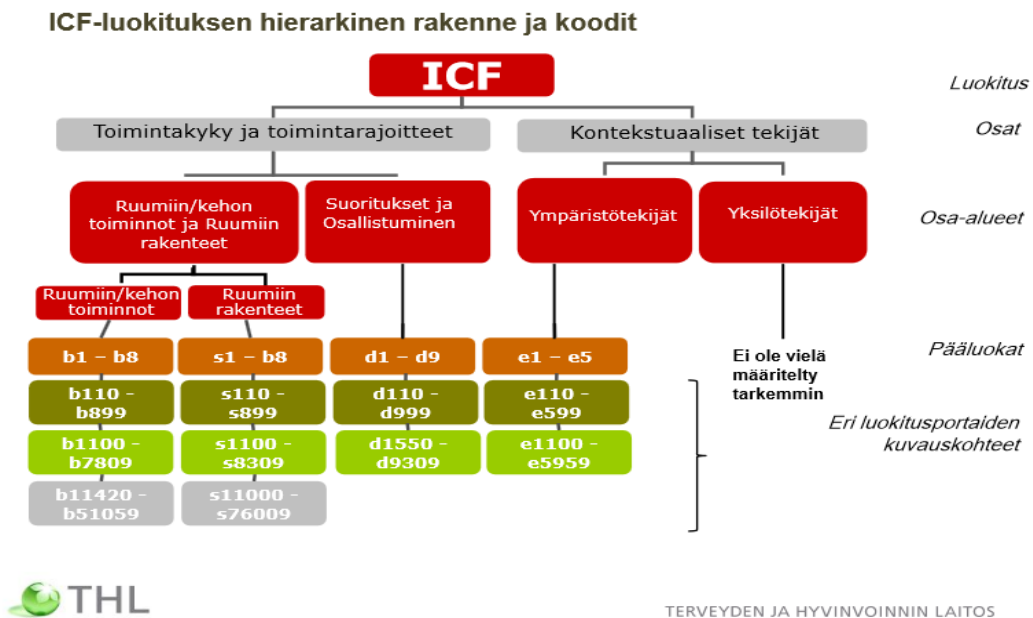 ICF-luokituksen hierarkinen rakenne ja koodit
ICF
Luokitus
Toimintakyky ja toimintarajoitteet
Kontekstuaaliset tekijät
Osat
Ruumiin/kehon
toiminnot ja Ruumiin
rakenteet
Suoritukset ja
Osallistuminen
Ympäristötekijät
Yksilötekijät
Osa-alueet
Ruumiin/kehon
toiminnot
Ruumiin
rakenteet
b1 – b8
s1 – b8
d1 – d9
e1 – e5
Ei ole vielä
määritelty
tarkemmin
Pääluokat
b110 -
b899
s110 -
s899
d110 -
d999
e110 -
e599
Eri luokitusportaiden
kuvauskohteet
b1100 -
b7809
s1100 -
s8309
d1550 -
d9309
e1100 -
e5959
b11420 -
b51059
s11000 -
s76009
THL
TERVEYDEN JA HYVINVOINNIN LAITOS